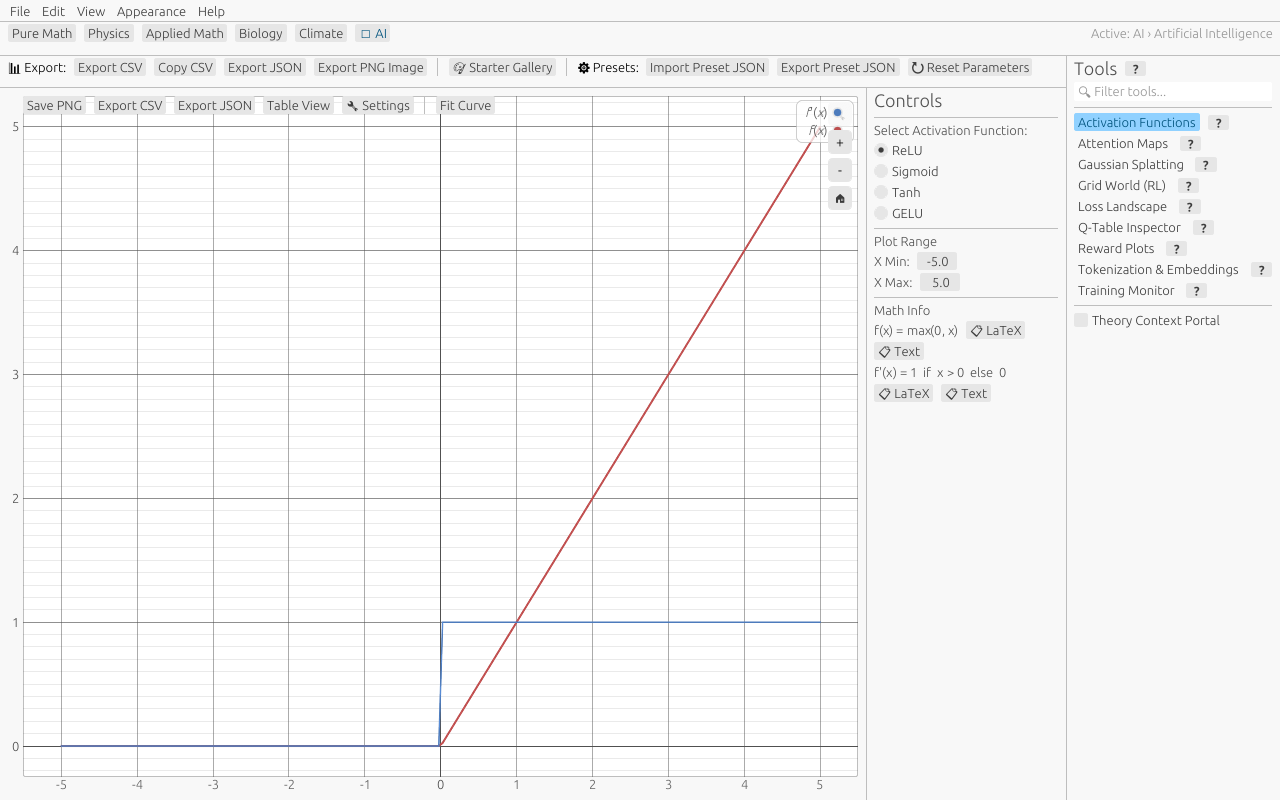 File Edit View Appearance Help
Pure Math Physics Applied Math Biology Climate AI Active: AI › Artificial Intelligence
Export: Export CSV Copy CSV Export JSON Export PNG Image Starter Gallery Presets: Import Preset JSON Export Preset JSON Reset Parameters
Save PNG Export CSV Export JSON Table View Settings Fit Curve
f'(x)
f(x)
+
-
5
4
3
2
1
0
-5 -4 -3 -2 -1 0 1 2 3 4 5
Controls
Select Activation Function:
ReLU
Sigmoid
Tanh
GELU
Plot Range
X Min: -5.0
X Max: 5.0
Math Info
f(x) = max(0, x) LaTeX
Text
f'(x) = 1 if x > 0 else 0
LaTeX Text
Tools ?
Filter tools...
Activation Functions ?
Attention Maps ?
Gaussian Splatting ?
Grid World (RL) ?
Loss Landscape ?
Q-Table Inspector ?
Reward Plots ?
Tokenization & Embeddings ?
Training Monitor ?
Theory Context Portal